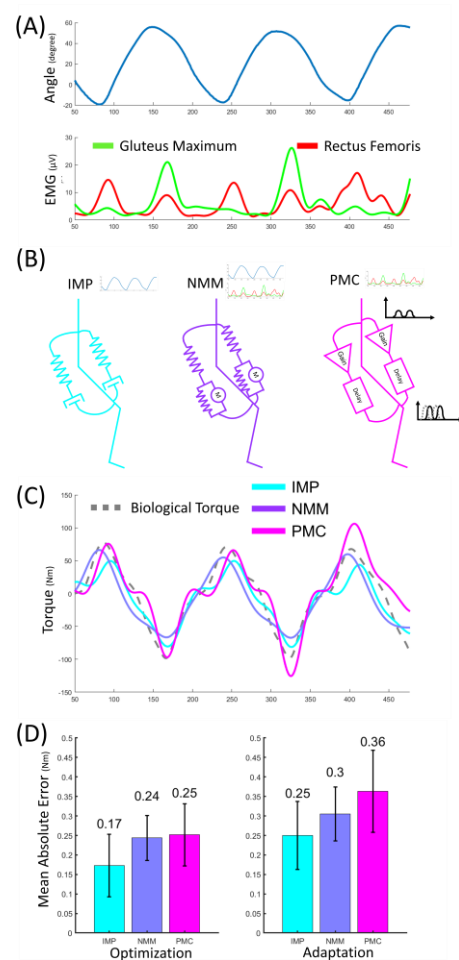 (A)
Angle (degree)
60
40
20
0
-20
50 100 150 200 250 300 350 400 450
Gluteus Maximum Rectus Femoris
EMG (µV)
30
20
10
0
50 100 150 200 250 300 350 400 450
(B)
IMP NMM PMC
M
M
Gain
Gain
Delay
Delay
(C)
IMP
Biological Torque NMM
PMC
Torque (Nm)
150
100
50
0
-50
-100
-150
50 100 150 200 250 300 350 400 450
(D)
Mean Absolute Error (Nm)
0.5
0.45
0.4
0.35
0.3
0.25
0.2
0.15
0.1
0.05
0
0.17
0.24
0.25
IMP NMM PMC
Optimization
0.5
0.45
0.4
0.35
0.3
0.25
0.2
0.15
0.1
0.05
0
0.25
0.3
0.36
IMP NMM PMC
Adaptation